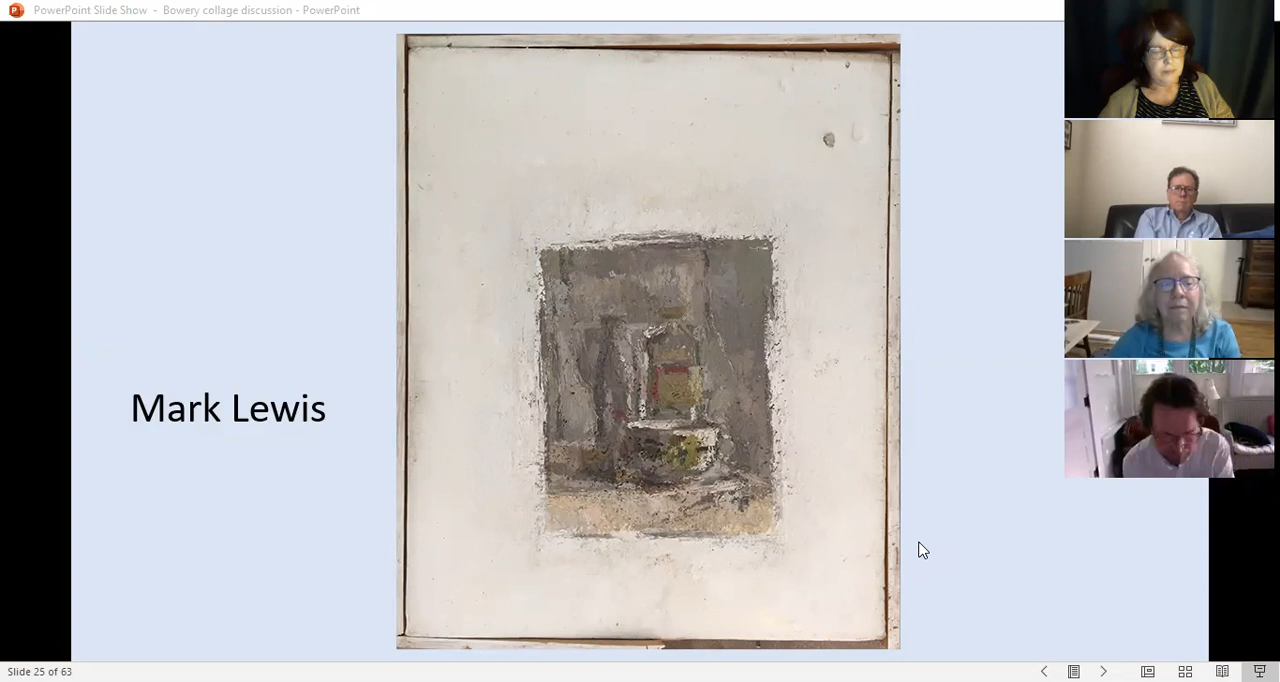 PowerPoint Slide Show - Bowery collage discussion - PowerPoint
Mark Lewis
Slide 25 of 63